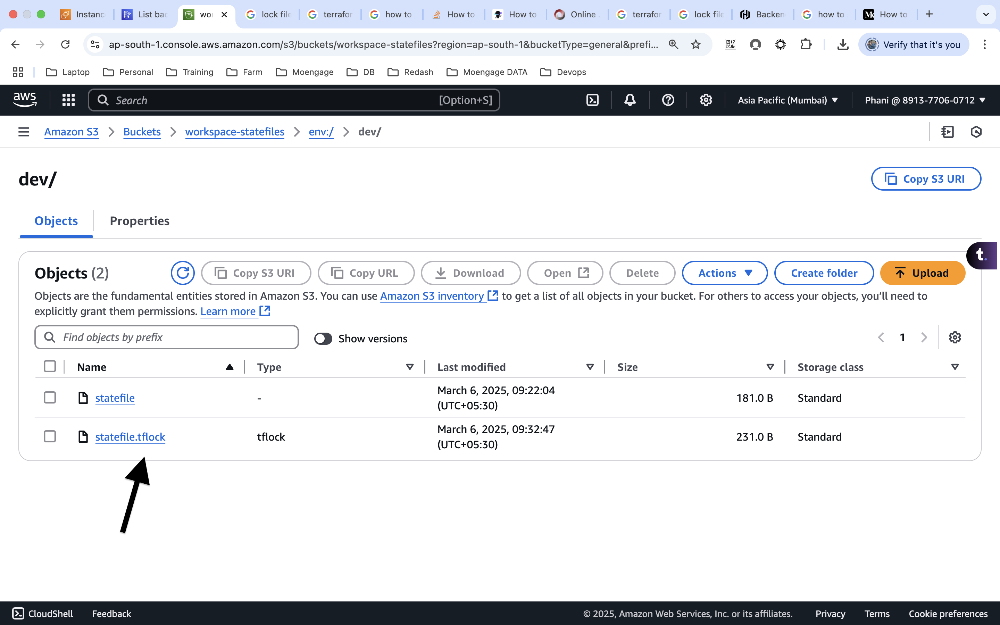 Instanc
List bac
wor
lock file
terrafor
how to
How to
How to
Online
terrafor
lock file
Backen
how to
How to
ap-south-1.console.aws.amazon.com/s3/buckets/workspace-statefiles?region=ap-south-1&bucketType=general&prefi...
Verify that it's you
Laptop
Personal
Training
Farm
Moengage
DB
Redash
Moengage DATA
Devops
aws
Search
[Option+S]
Asia Pacific (Mumbai)
Phani @ 8913-7706-0712
Amazon S3
Buckets
workspace-statefiles
env:/
dev/
dev/
Copy S3 URI
Objects
Properties
t.
Objects (2)
Copy S3 URI
Copy URL
Download
Open
Delete
Actions
Create folder
Upload
Objects are the fundamental entities stored in Amazon S3. You can use Amazon S3 inventory to get a list of all objects in your bucket. For others to access your objects, you’ll need to
explicitly grant them permissions. Learn more
Find objects by prefix
Show versions
1
Name
Type
Last modified
Size
Storage class
statefile
-
March 6, 2025, 09:22:04
(UTC+05:30)
181.0 B
Standard
statefile.tflock
tflock
March 6, 2025, 09:32:47
(UTC+05:30)
231.0 B
Standard
CloudShell
Feedback
© 2025, Amazon Web Services, Inc. or its affiliates.
Privacy
Terms
Cookie preferences